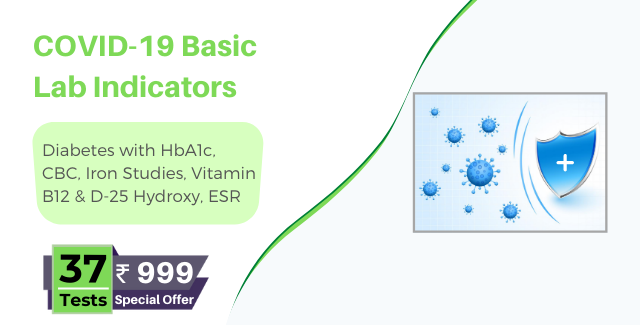 COVID-19 Basic
Lab Indicators
Diabetes with HbA1c,
CBC, Iron Studies, Vitamin
B12 & D-25 Hydroxy, ESR
37
Tests
₹ 999
Special Offer